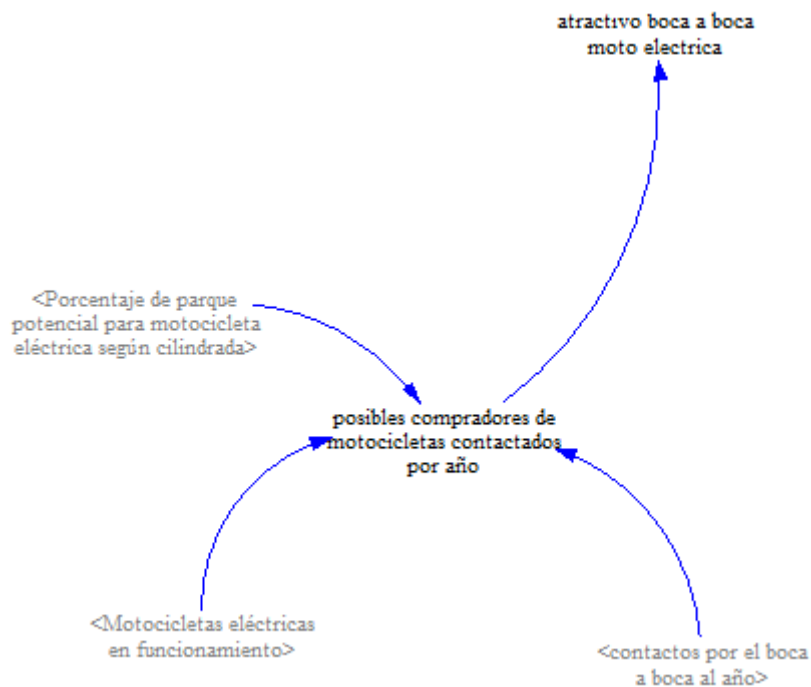 atractivo boca a boca
moto electrica
<Porcentaje de parque
potencial para motocicleta
eléctrica según cilindrada>
posibles compradores de
motocicletas contactados
por año
<Motocicletas eléctricas
en funcionamiento>
<contactos por el boca
a boca al año>